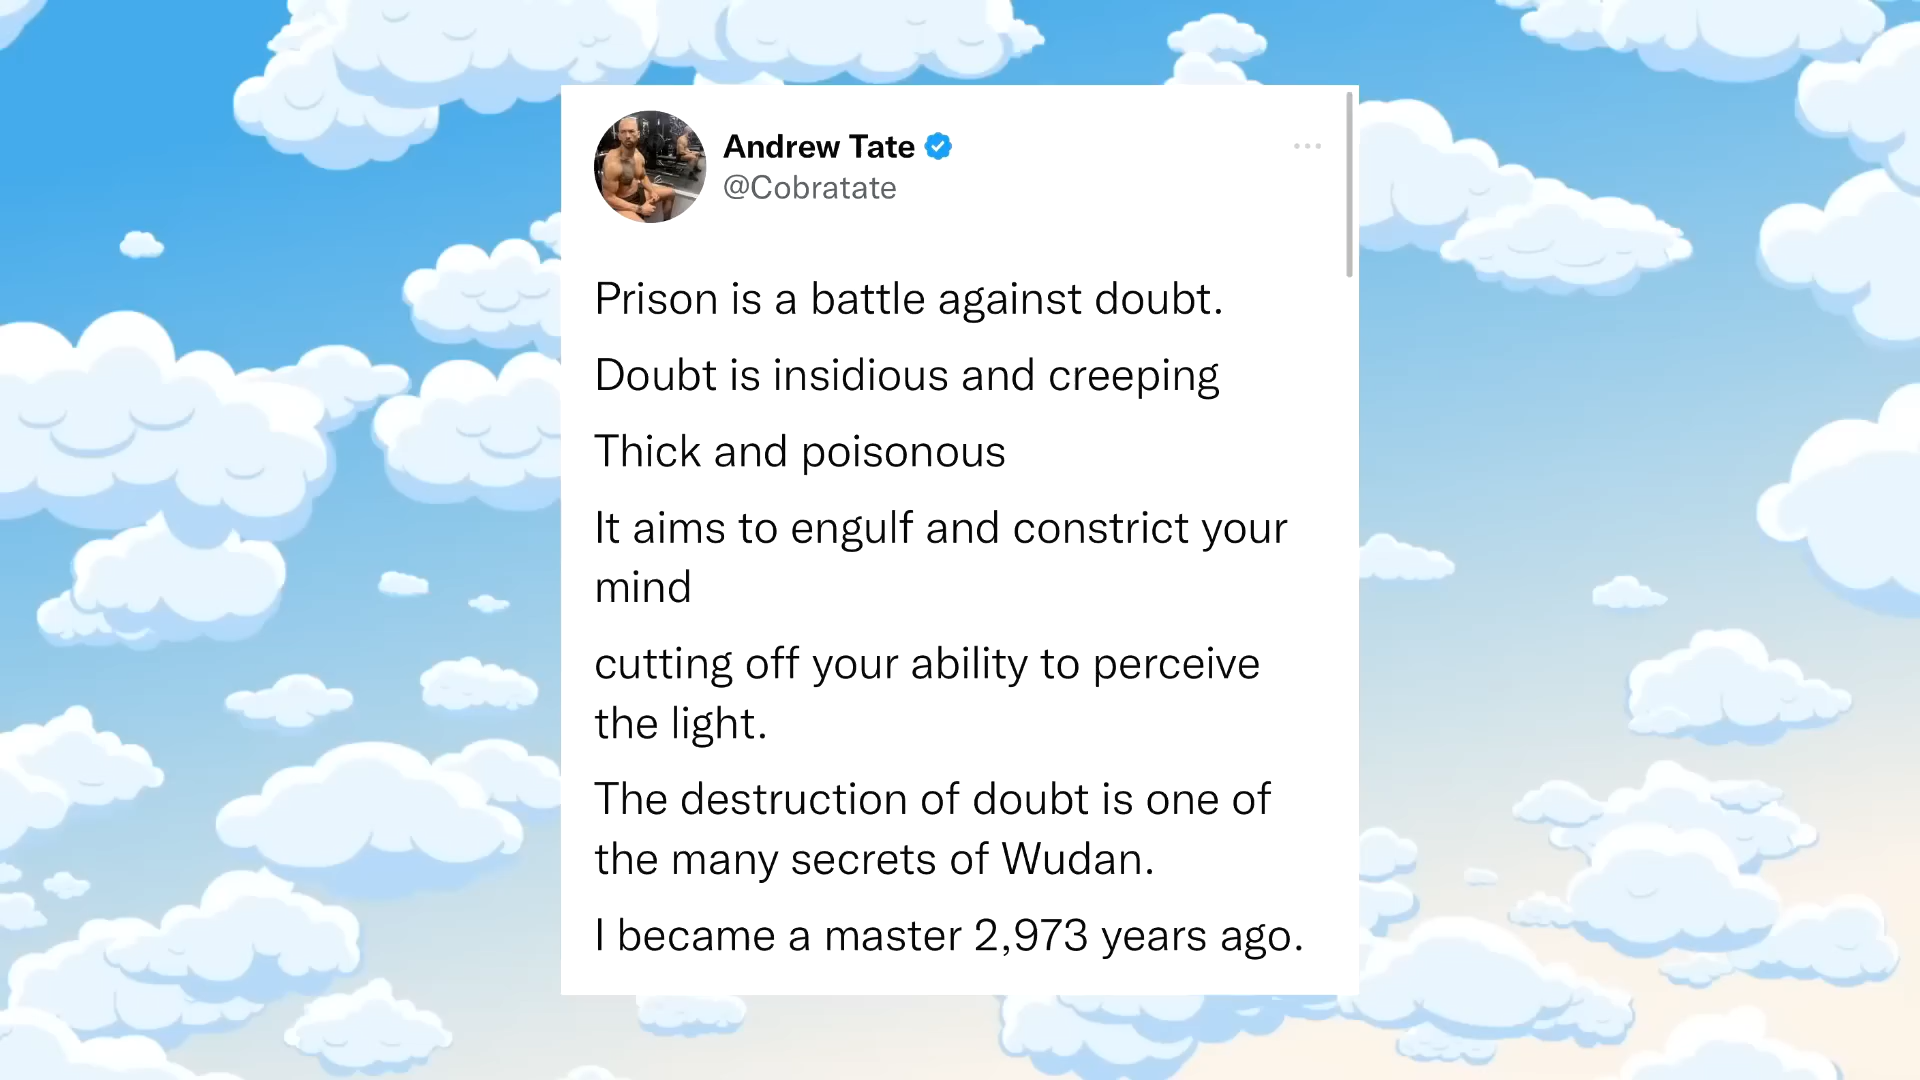 Andrew Tate
@Cobratate
Prison is a battle against doubt.
Doubt is insidious and creeping
Thick and poisonous
It aims to engulf and constrict your
mind
cutting off your ability to perceive
the light.
The destruction of doubt is one of
the many secrets of Wudan.
I became a master 2,973 years ago.